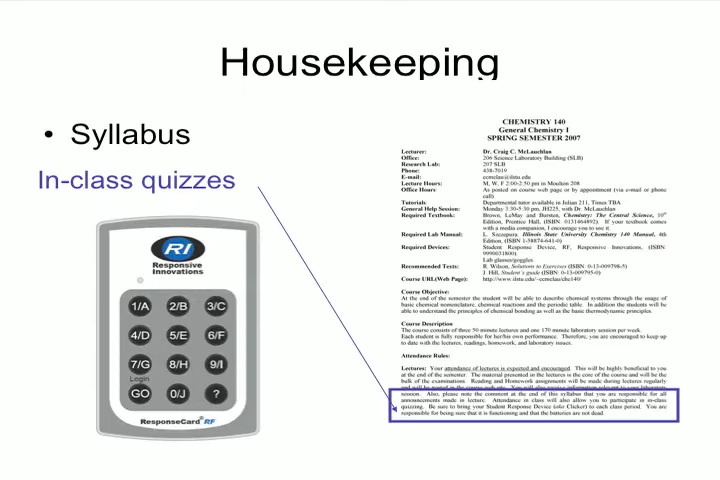 Housekeeping
• Syllabus
In-class quizzes
RI
Responsive
Innovations
1/A 2/B 3/C
4/D 5/E 6/F
7/G 8/H 9/I
Login
GO 0/J ?
ResponseCard® RF
CHEMISTRY 140
General Chemistry I
SPRING SEMESTER 2007
Lecturer: Dr. Craig C. McLauchlan
Office: 206 Science Laboratory Building (SLB)
Research Lab: 207 SLB
Phone: 438-7019
E-mail: ccmclau@ilstu.edu
Lecture Hours: M, W, F 2:00-2:50 pm in Moulton 208
Office Hours: As posted on course web page or by appointment (via e-mail or phone
call)
Tutorials: Departmental tutor available in Julian 211, Times TBA
General Help Session: Monday 3:30-5:30 pm, JH225, with Dr. McLauchlan
Required Textbook: Brown, LeMay and Bursten, Chemistry: The Central Science, 10th
Edition, Prentice Hall, (ISBN: 0131464892). If your textbook comes
with a media companion, I encourage you to use it.
Required Lab Manual: L. Szczepura. Illinois State University Chemistry 140 Manual, 4th
Edition, (ISBN 1-58874-641-0)
Required Devices: Student Response Device, RF, Responsive Innovations, (ISBN:
9990031800).
Lab glasses/goggles
Recommended Texts: R. Wilson, Solutions to Exercises (ISBN: 0-13-009798-5)
J. Hill, Student's guide (ISBN: 0-13-009795-0)
Course URL(Web Page): http://www.ilstu.edu/~ccmclau/che140/
Course Objective:
At the end of the semester the student will be able to describe chemical systems through the usage of
basic chemical nomenclature, chemical reactions and the periodic table. In addition the students will be
able to understand the principles of chemical bonding as well as the basic thermodynamic principles.
Course Description
The course consists of three 50 minute lectures and one 170 minute laboratory session per week.
Each student is fully responsible for her/his own performance. Therefore, you are encouraged to keep up
to date with the lectures, readings, homework, and laboratory issues.
Attendance Rules:
Lectures: Your attendance of lectures is expected and encouraged. This will be highly beneficial to you
at the end of the semester. The material presented in the lectures is the core of the course and will be the
bulk of the examinations. Reading and Homework assignments will be made during lectures regularly
and will be posted on the course web site. You will also receive information relevant to your laboratory
session. Also, please note the comment at the end of this syllabus that you are responsible for all
announcements made in lecture. Attendance in class will also allow you to participate in in-class
quizzing. Be sure to bring your Student Response Device (a/k/a Clicker) to each class period. You are
responsible for being sure that it is functioning and that the batteries are not dead.